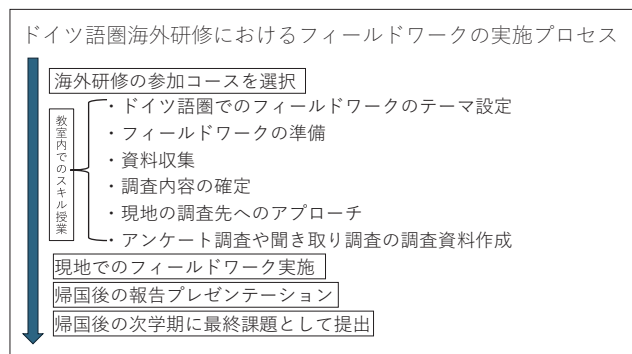 ドイツ語圏海外研修におけるフィールドワークの実施プロセス
海外研修の参加コースを選択
教室内でのスキル授業
・ドイツ語圏でのフィールドワークのテーマ設定
・フィールドワークの準備
・資料収集
・調査内容の確定
・現地の調査先へのアプローチ
・アンケート調査や聞き取り調査の調査資料作成
現地でのフィールドワーク実施
帰国後の報告プレゼンテーション
帰国後の次学期に最終課題として提出